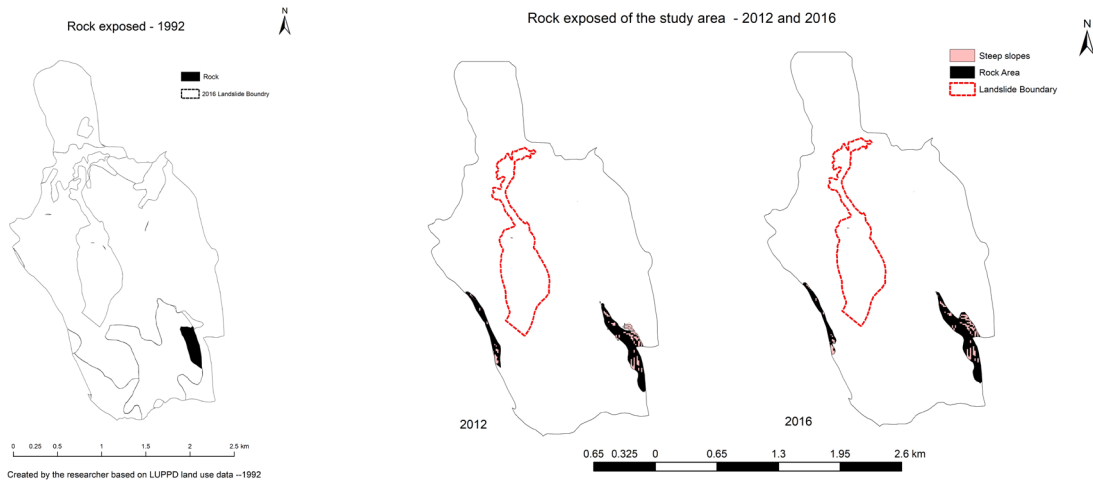 Rock exposed - 1992
N
Rock
2016 Landslide Boundry
0 0.25 0.5 1 1.5 2 2.5 km
Created by the researcher based on LUPPD land use data --1992
Rock exposed of the study area - 2012 and 2016
N
Steep slopes
Rock Area
Landslide Boundary
2012
2016
0.65 0.325 0 0.65 1.3 1.95 2.6 km